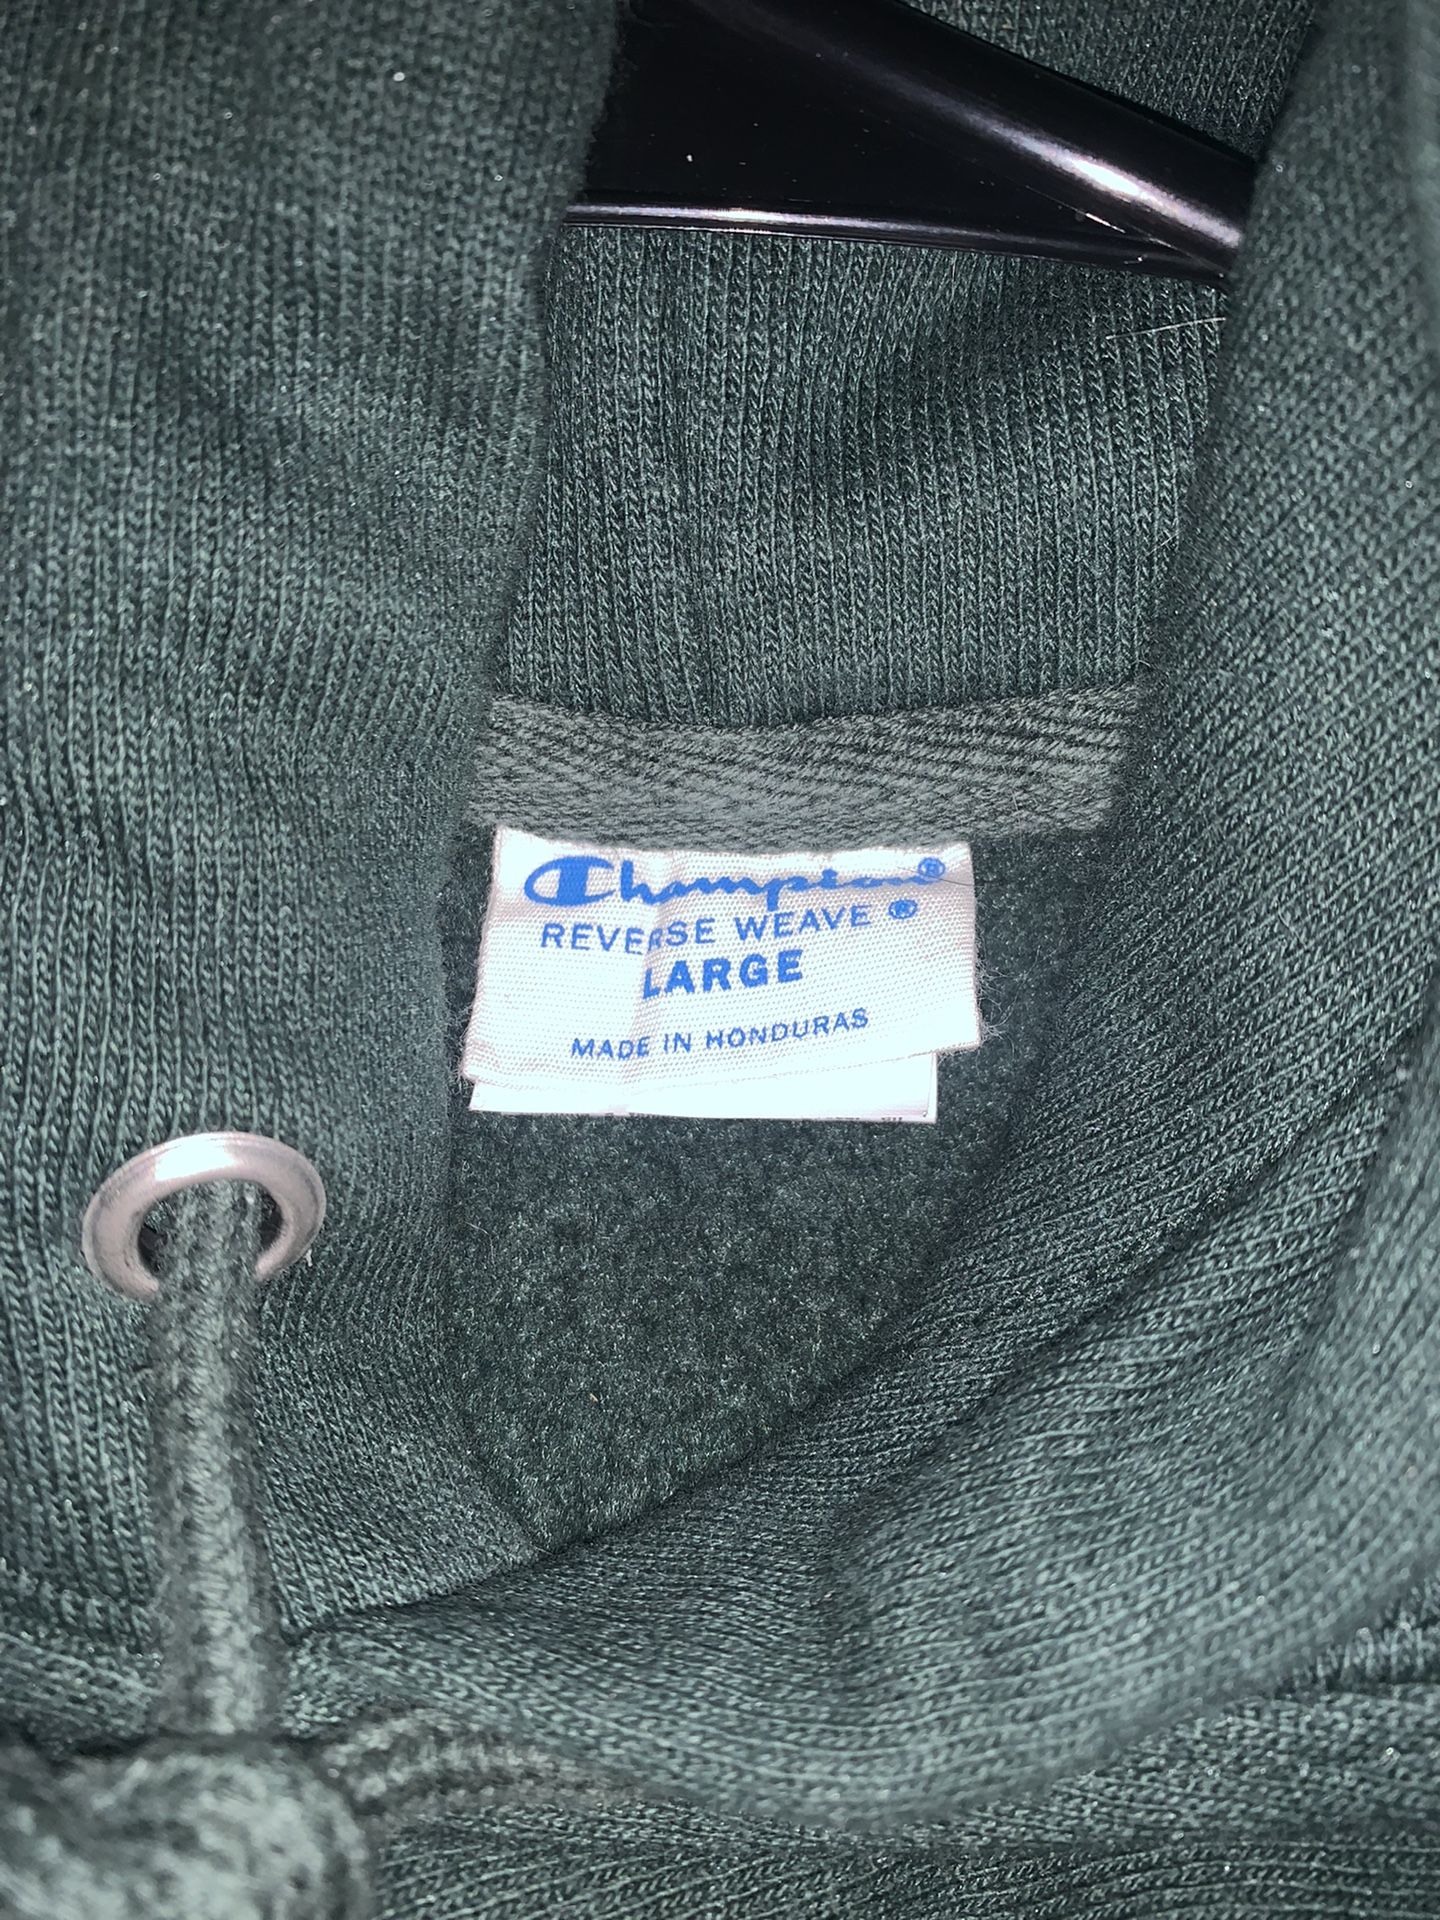 Champion®
REVERSE WEAVE ®
LARGE
MADE IN HONDURAS